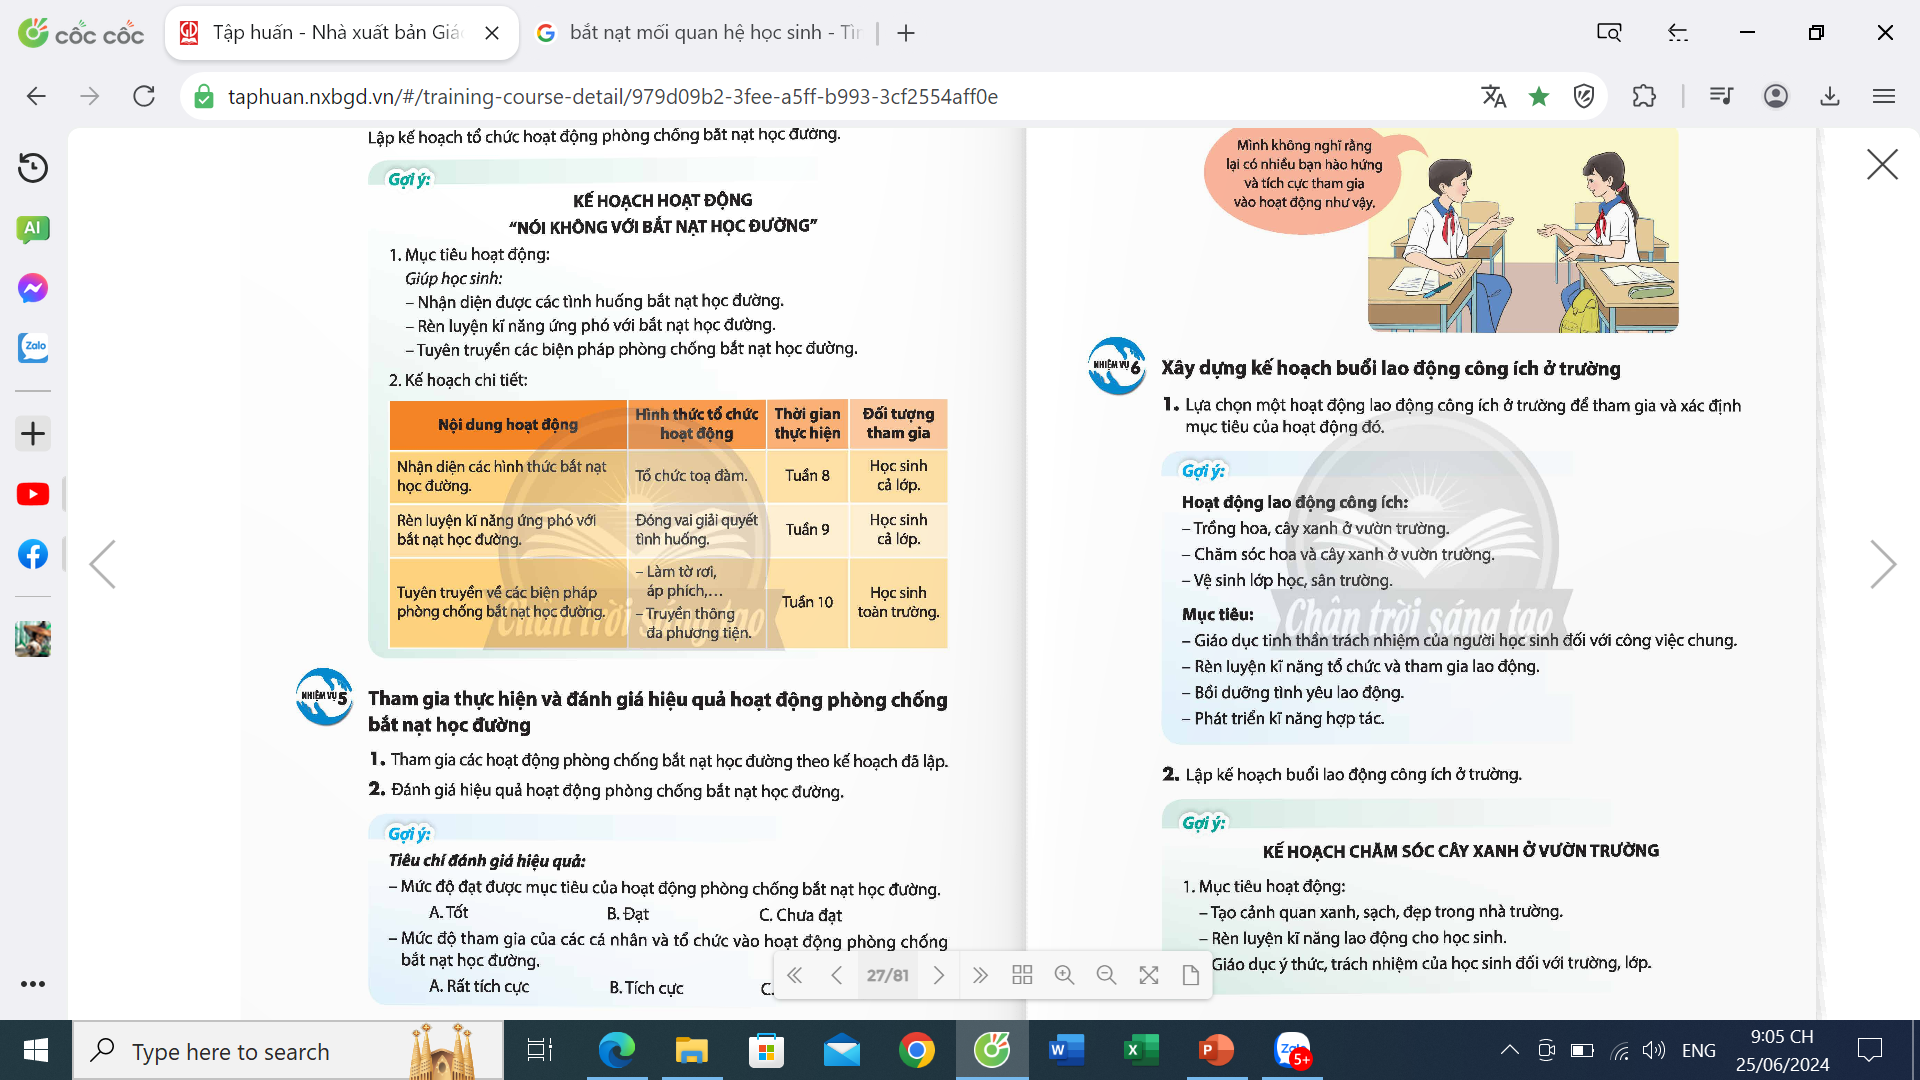 cốc cốc
Tập huấn - Nhà xuất bản Giáo
bắt nạt mối quan hệ học sinh - Tìn
taphuan.nxbgd.vn/#/training-course-detail/979d09b2-3fee-a5ff-b993-3cf2554aff0e
AI
Zalo
Lập kế hoạch tổ chức hoạt động phòng chống bắt nạt học đường.
Gợi ý:
KẾ HOẠCH HOẠT ĐỘNG
“NÓI KHÔNG VỚI BẮT NẠT HỌC ĐƯỜNG”
1. Mục tiêu hoạt động:
Giúp học sinh:
– Nhận diện được các tình huống bắt nạt học đường.
– Rèn luyện kĩ năng ứng phó với bắt nạt học đường.
– Tuyên truyền các biện pháp phòng chống bắt nạt học đường.
2. Kế hoạch chi tiết:
Nội dung hoạt động
Hình thức tổ chức
hoạt động
Thời gian
thực hiện
Đối tượng
tham gia
Nhận diện các hình thức bắt nạt
học đường.
Tổ chức toạ đàm.
Tuần 8
Học sinh
cả lớp.
Rèn luyện kĩ năng ứng phó với
bắt nạt học đường.
Đóng vai giải quyết
tình huống.
Tuần 9
Học sinh
cả lớp.
Tuyên truyền về các biện pháp
phòng chống bắt nạt học đường.
– Làm tờ rơi,
áp phích,...
– Truyền thông
đa phương tiện.
Tuần 10
Học sinh
toàn trường.
Chân trời sáng tạo
NHIỆM VỤ 5
Tham gia thực hiện và đánh giá hiệu quả hoạt động phòng chống
bắt nạt học đường
1. Tham gia các hoạt động phòng chống bắt nạt học đường theo kế hoạch đã lập.
2. Đánh giá hiệu quả hoạt động phòng chống bắt nạt học đường.
Gợi ý:
Tiêu chí đánh giá hiệu quả:
– Mức độ đạt được mục tiêu của hoạt động phòng chống bắt nạt học đường.
A. Tốt B. Đạt C. Chưa đạt
– Mức độ tham gia của các cá nhân và tổ chức vào hoạt động phòng chống
bắt nạt học đường.
A. Rất tích cực B. Tích cực C.
Mình không nghĩ rằng
lại có nhiều bạn hào hứng
và tích cực tham gia
vào hoạt động như vậy.
NHIỆM VỤ 6
Xây dựng kế hoạch buổi lao động công ích ở trường
1. Lựa chọn một hoạt động lao động công ích ở trường để tham gia và xác định
mục tiêu của hoạt động đó.
Gợi ý:
Hoạt động lao động công ích:
– Trồng hoa, cây xanh ở vườn trường.
– Chăm sóc hoa và cây xanh ở vườn trường.
– Vệ sinh lớp học, sân trường.
Mục tiêu:
– Giáo dục tinh thần trách nhiệm của người học sinh đối với công việc chung.
– Rèn luyện kĩ năng tổ chức và tham gia lao động.
– Bồi dưỡng tình yêu lao động.
– Phát triển kĩ năng hợp tác.
Chân trời sáng tạo
2. Lập kế hoạch buổi lao động công ích ở trường.
Gợi ý:
KẾ HOẠCH CHĂM SÓC CÂY XANH Ở VƯỜN TRƯỜNG
1. Mục tiêu hoạt động:
– Tạo cảnh quan xanh, sạch, đẹp trong nhà trường.
– Rèn luyện kĩ năng lao động cho học sinh.
Giáo dục ý thức, trách nhiệm của học sinh đối với trường, lớp.
27/81
Type here to search
Zalo
5+
ENG
9:05 CH
25/06/2024